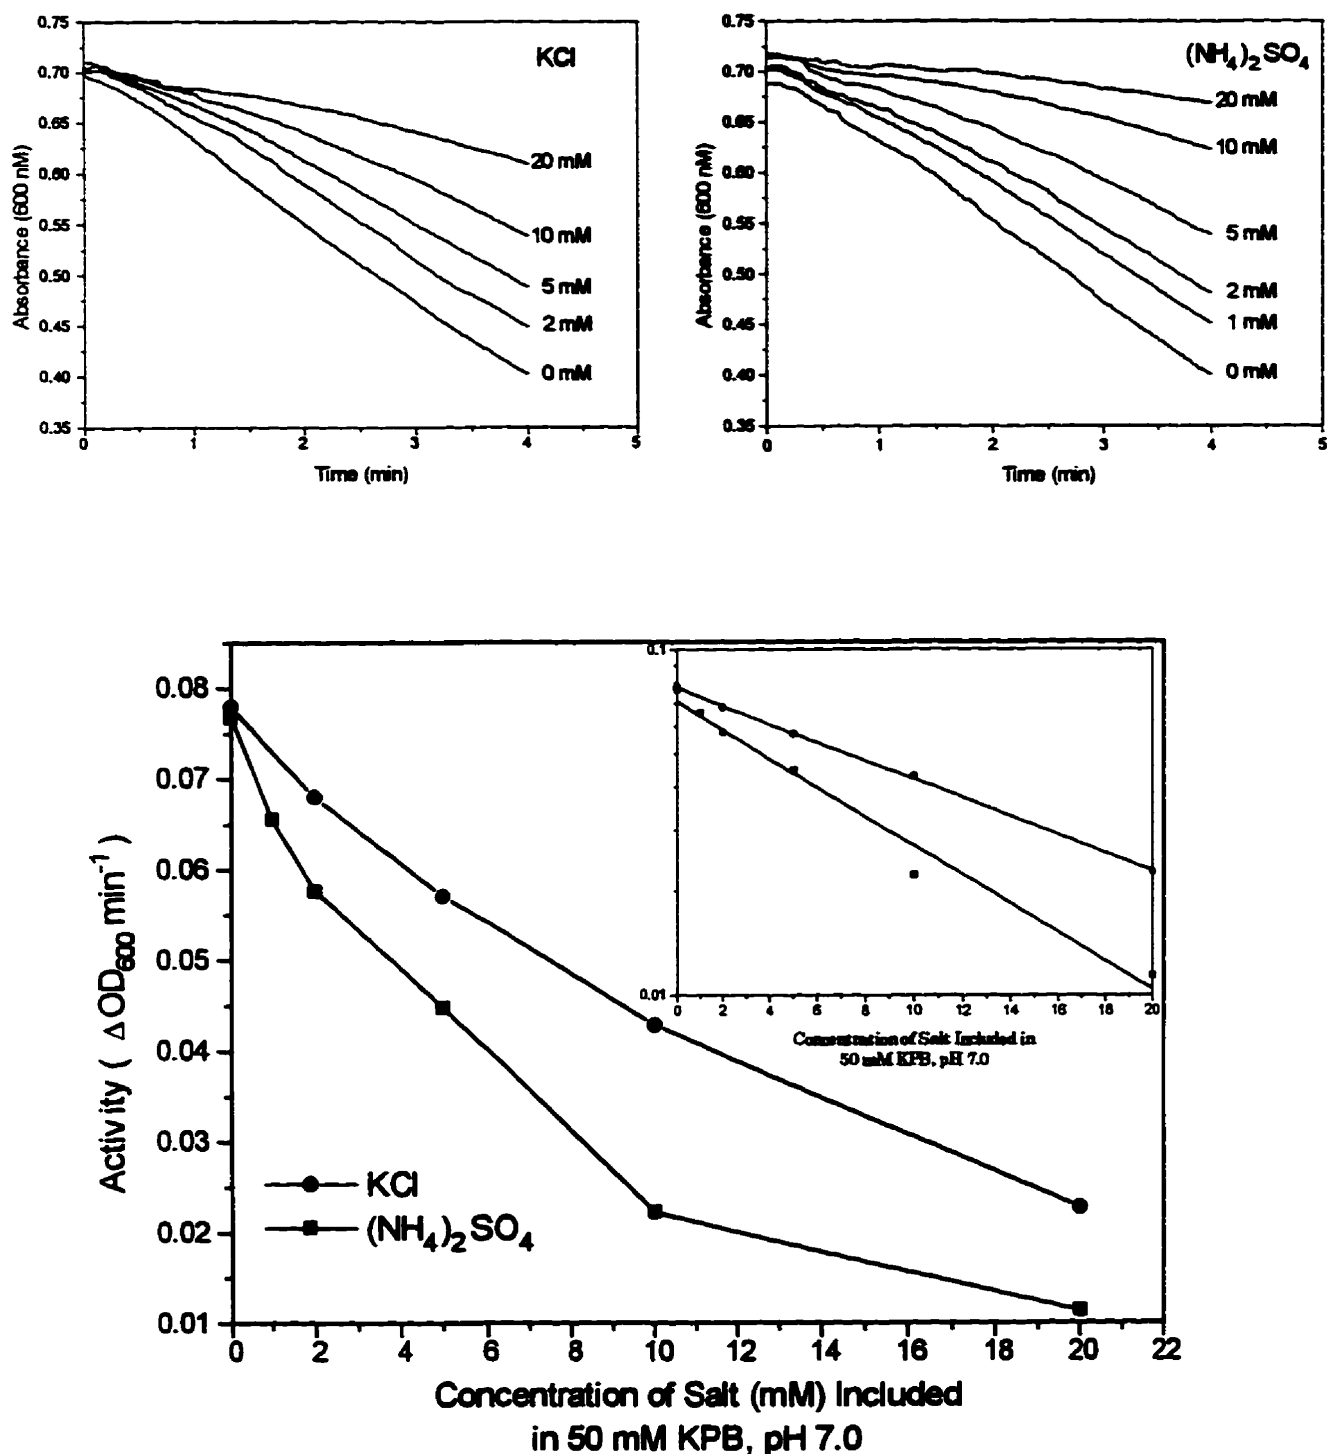 KCl
0.75
0.70
0.65
0.60
0.55
0.50
0.45
0.40
0.35
Absorbance (600 nM)
20 mM
10 mM
5 mM
2 mM
0 mM
0 1 2 3 4 5
Time (min)
(NH4)2SO4
0.75
0.70
0.65
0.60
0.55
0.50
0.45
0.40
0.35
Absorbance (600 nM)
20 mM
10 mM
5 mM
2 mM
1 mM
0 mM
0 1 2 3 4 5
Time (min)
0.08
0.07
0.06
0.05
0.04
0.03
0.02
0.01
Activity ( ΔOD600 min-1 )
KCl
(NH4)2SO4
0 2 4 6 8 10 12 14 16 18 20 22
Concentration of Salt (mM) Included
in 50 mM KPB, pH 7.0
0.1
0.01
0 2 4 6 8 10 12 14 16 18 20
Concentration of Salt Included in
50 mM KPB, pH 7.0